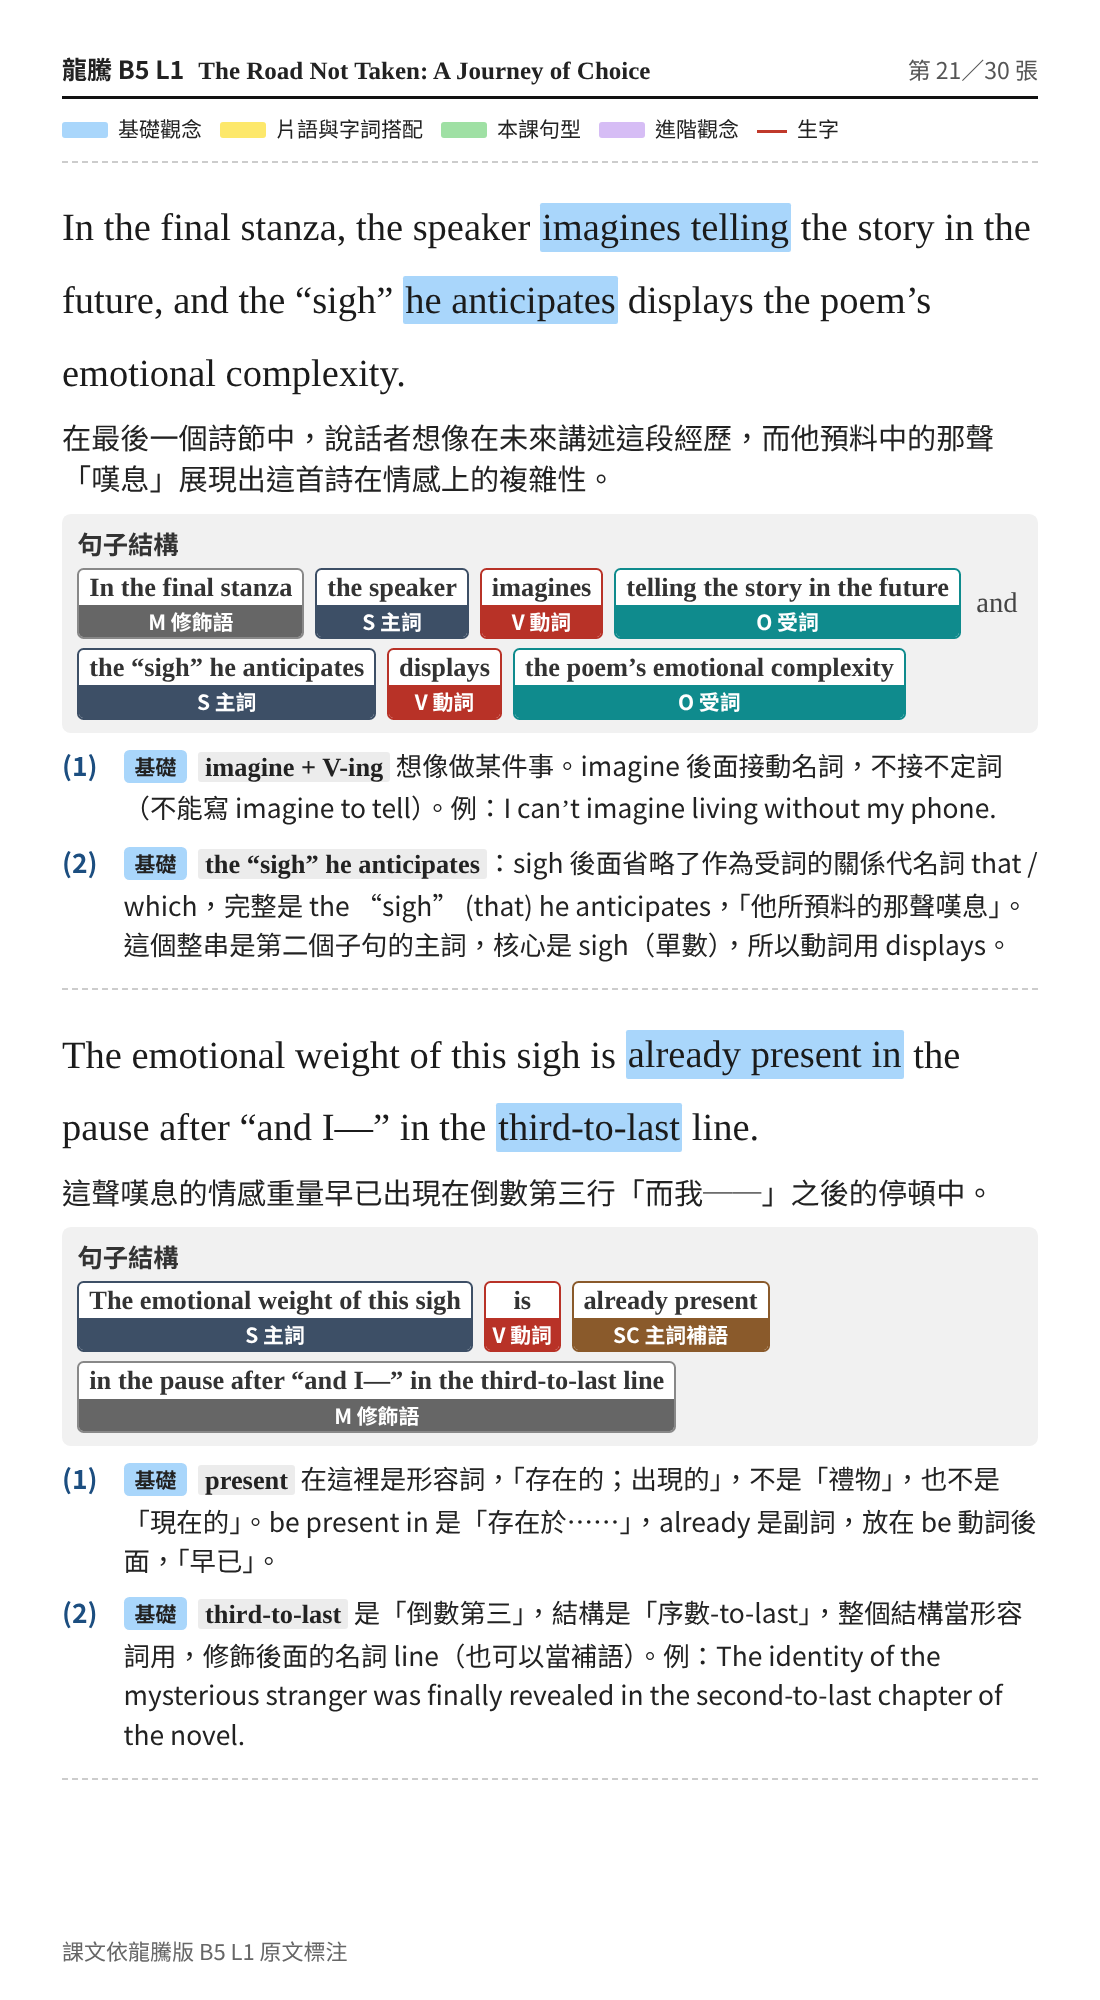 龍騰 B5 L1 The Road Not Taken: A Journey of Choice 第 21／30 張
基礎觀念 片語與字詞搭配 本課句型 進階觀念 生字
In the final stanza, the speaker imagines telling the story in the
future, and the “sigh” he anticipates displays the poem’s
emotional complexity.
在最後一個詩節中，說話者想像在未來講述這段經歷，而他預料中的那聲
「嘆息」展現出這首詩在情感上的複雜性。
句子結構
In the final stanza the speaker imagines telling the story in the future and
M 修飾語 S 主詞 V 動詞 O 受詞
the “sigh” he anticipates displays the poem’s emotional complexity
S 主詞 V 動詞 O 受詞
(1) 基礎 imagine + V-ing 想像做某件事。imagine 後面接動名詞，不接不定詞
（不能寫 imagine to tell）。例：I can’t imagine living without my phone.
(2) 基礎 the “sigh” he anticipates：sigh 後面省略了作為受詞的關係代名詞 that /
which，完整是 the “sigh” (that) he anticipates，「他所預料的那聲嘆息」。
這個整串是第二個子句的主詞，核心是 sigh（單數），所以動詞用 displays。
The emotional weight of this sigh is already present in the
pause after “and I—” in the third-to-last line.
這聲嘆息的情感重量早已出現在倒數第三行「而我——」之後的停頓中。
句子結構
The emotional weight of this sigh is already present
S 主詞 V 動詞 SC 主詞補語
in the pause after “and I—” in the third-to-last line
M 修飾語
(1) 基礎 present 在這裡是形容詞，「存在的；出現的」，不是「禮物」，也不是
「現在的」。be present in 是「存在於……」，already 是副詞，放在 be 動詞後
面，「早已」。
(2) 基礎 third-to-last 是「倒數第三」，結構是「序數-to-last」，整個結構當形容
詞用，修飾後面的名詞 line（也可以當補語）。例：The identity of the
mysterious stranger was finally revealed in the second-to-last chapter of
the novel.
課文依龍騰版 B5 L1 原文標注